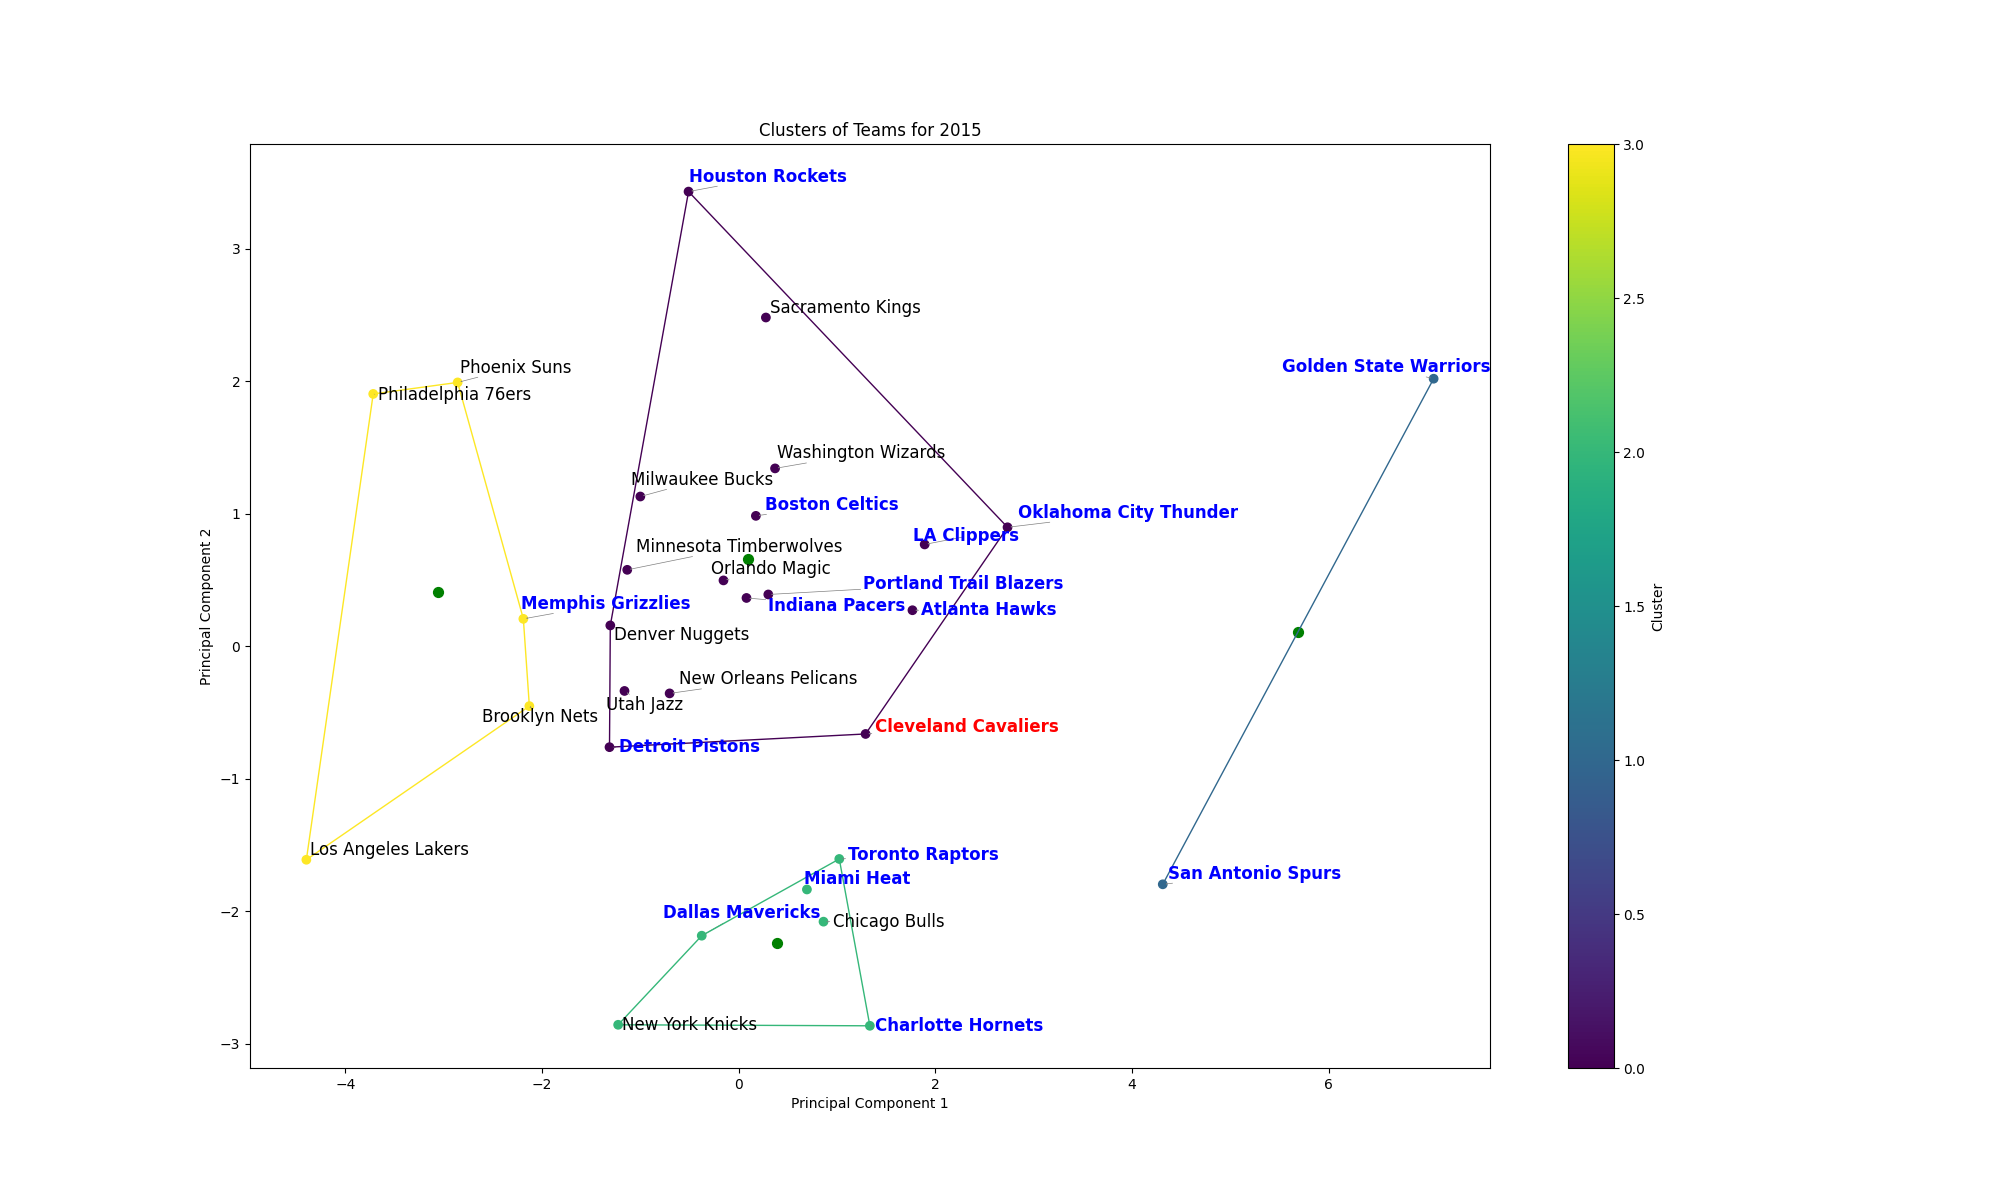 Clusters of Teams for 2015
Houston Rockets
Sacramento Kings
Phoenix Suns
Philadelphia 76ers
Golden State Warriors
Washington Wizards
Milwaukee Bucks
Boston Celtics
Oklahoma City Thunder
LA Clippers
Minnesota Timberwolves
Orlando Magic
Portland Trail Blazers
Memphis Grizzlies
Indiana Pacers
Atlanta Hawks
Denver Nuggets
New Orleans Pelicans
Utah Jazz
Brooklyn Nets
Cleveland Cavaliers
Detroit Pistons
Los Angeles Lakers
Toronto Raptors
Miami Heat
San Antonio Spurs
Dallas Mavericks
Chicago Bulls
New York Knicks
Charlotte Hornets
3
2
1
0
−1
−2
−3
Principal Component 2
−4
−2
0
2
4
6
Principal Component 1
3.0
2.5
2.0
1.5
1.0
0.5
0.0
Cluster